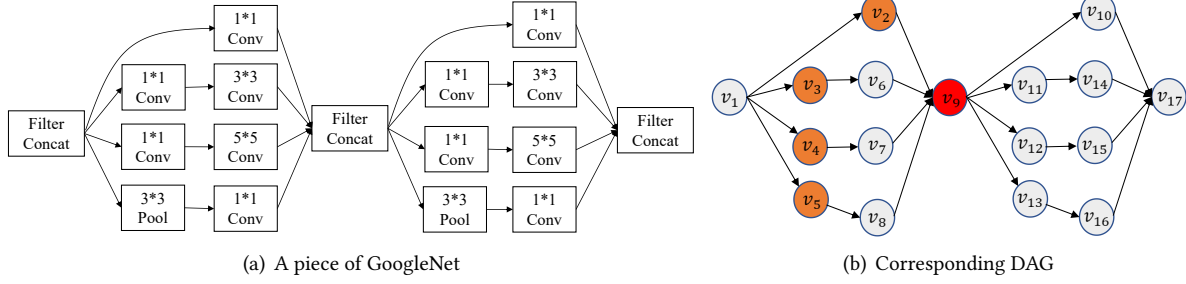 1*1
Conv
1*1
Conv
3*3
Conv
Filter
Concat
1*1
Conv
5*5
Conv
3*3
Pool
1*1
Conv
Filter
Concat
1*1
Conv
1*1
Conv
3*3
Conv
1*1
Conv
5*5
Conv
3*3
Pool
1*1
Conv
Filter
Concat
(a) A piece of GoogleNet
v₁
v₂
v₃
v₆
v₄
v₇
v₅
v₈
v₉
v₁₀
v₁₁
v₁₄
v₁₂
v₁₅
v₁₃
v₁₆
v₁₇
(b) Corresponding DAG